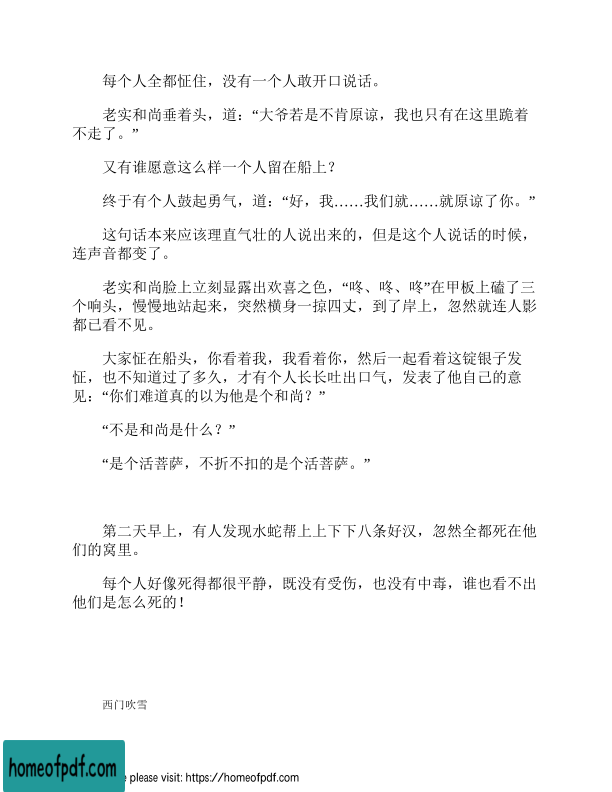 每个人全都怔住，没有一个人敢开口说话。
老实和尚垂着头，道：“大爷若是不肯原谅，我也只有在这里跪着
不走了。”
又有谁愿意这么样一个人留在船上？
终于有个人鼓起勇气，道：“好，我……我们就……就原谅了你。”
这句话本来应该理直气壮的人说出来的，但是这个人说话的时候，
连声音都变了。
老实和尚脸上立刻显露出欢喜之色，“咚、咚、咚”在甲板上磕了三
个响头，慢慢地站起来，突然横身一掠四丈，到了岸上，忽然就连人影
都已看不见。
大家怔在船头，你看着我，我看着你，然后一起看着这锭银子发
怔，也不知道过了多久，才有个人长长吐出口气，发表了他自己的意
见：“你们难道真的以为他是个和尚？”
“不是和尚是什么？”
“是个活菩萨，不折不扣的是个活菩萨。”
第二天早上，有人发现水蛇帮上上下下八条好汉，忽然全都死在他
们的窝里。
每个人好像死得都很平静，既没有受伤，也没有中毒，谁也看不出
他们是怎么死的！
西门吹雪
homeofpdf.com
e please visit: https://homeofpdf.com